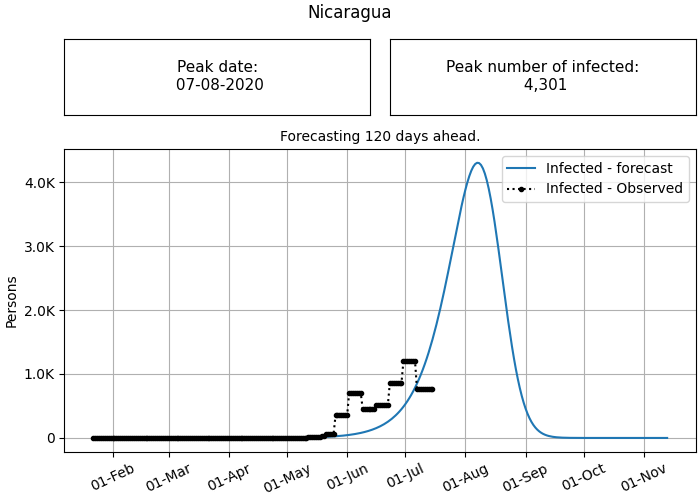 Nicaragua
Peak date:
07-08-2020
Peak number of infected:
4,301
Forecasting 120 days ahead.
Infected - forecast
Infected - Observed
Persons
4.0K
3.0K
2.0K
1.0K
0
01-Feb
01-Mar
01-Apr
01-May
01-Jun
01-Jul
01-Aug
01-Sep
01-Oct
01-Nov